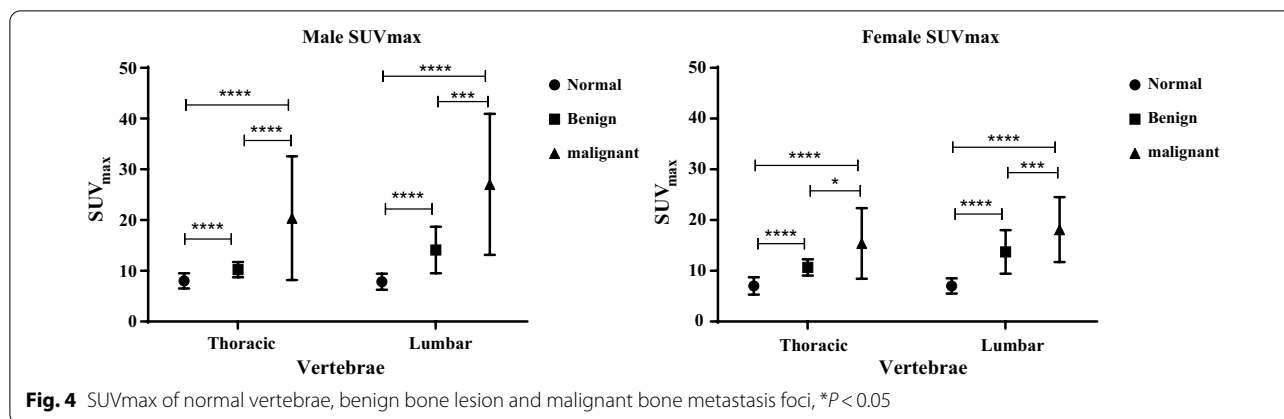 Male SUVmax
50
40
30
20
10
0
SUVmax
****
****
****
****
***
****
Normal
Benign
malignant
Thoracic
Lumbar
Vertebrae
Female SUVmax
50
40
30
20
10
0
SUVmax
****
*
****
****
***
****
Normal
Benign
malignant
Thoracic
Lumbar
Vertebrae
Fig. 4 SUVmax of normal vertebrae, benign bone lesion and malignant bone metastasis foci, *P < 0.05